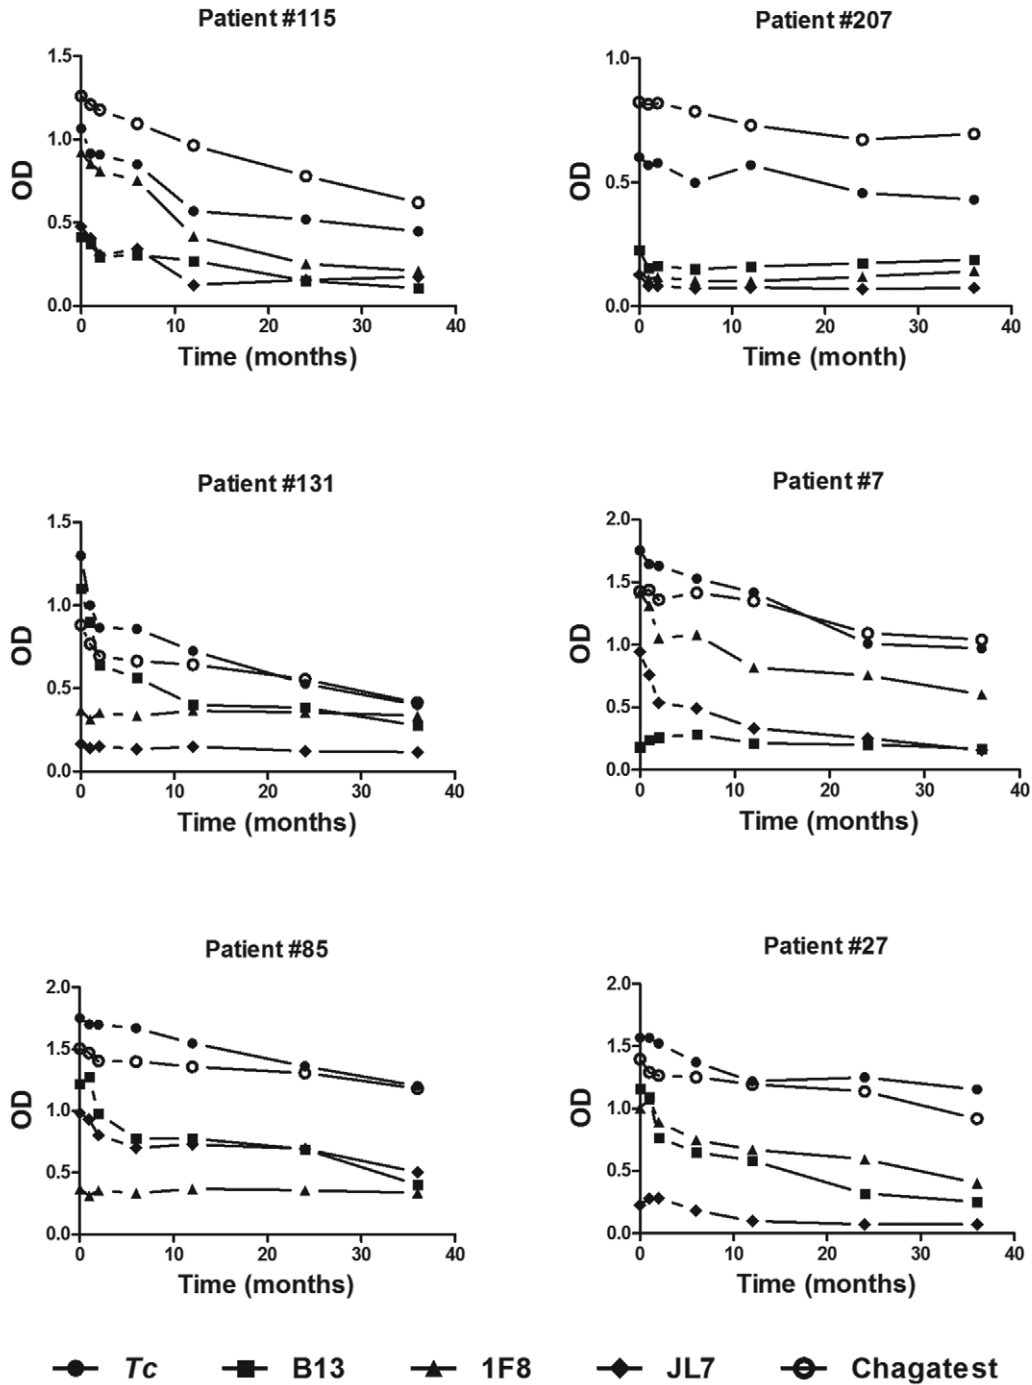 Patient #115
Patient #207
1.5
1.0
0.5
0.0
OD
0 10 20 30 40
Time (months)
1.0
0.5
0.0
OD
0 10 20 30 40
Time (month)
Patient #131
Patient #7
1.5
1.0
0.5
0.0
OD
0 10 20 30 40
Time (months)
2.0
1.5
1.0
0.5
0.0
OD
0 10 20 30 40
Time (months)
Patient #85
Patient #27
2.0
1.5
1.0
0.5
0.0
OD
0 10 20 30 40
Time (months)
2.0
1.5
1.0
0.5
0.0
OD
0 10 20 30 40
Time (months)
Tc B13 1F8 JL7 Chagatest